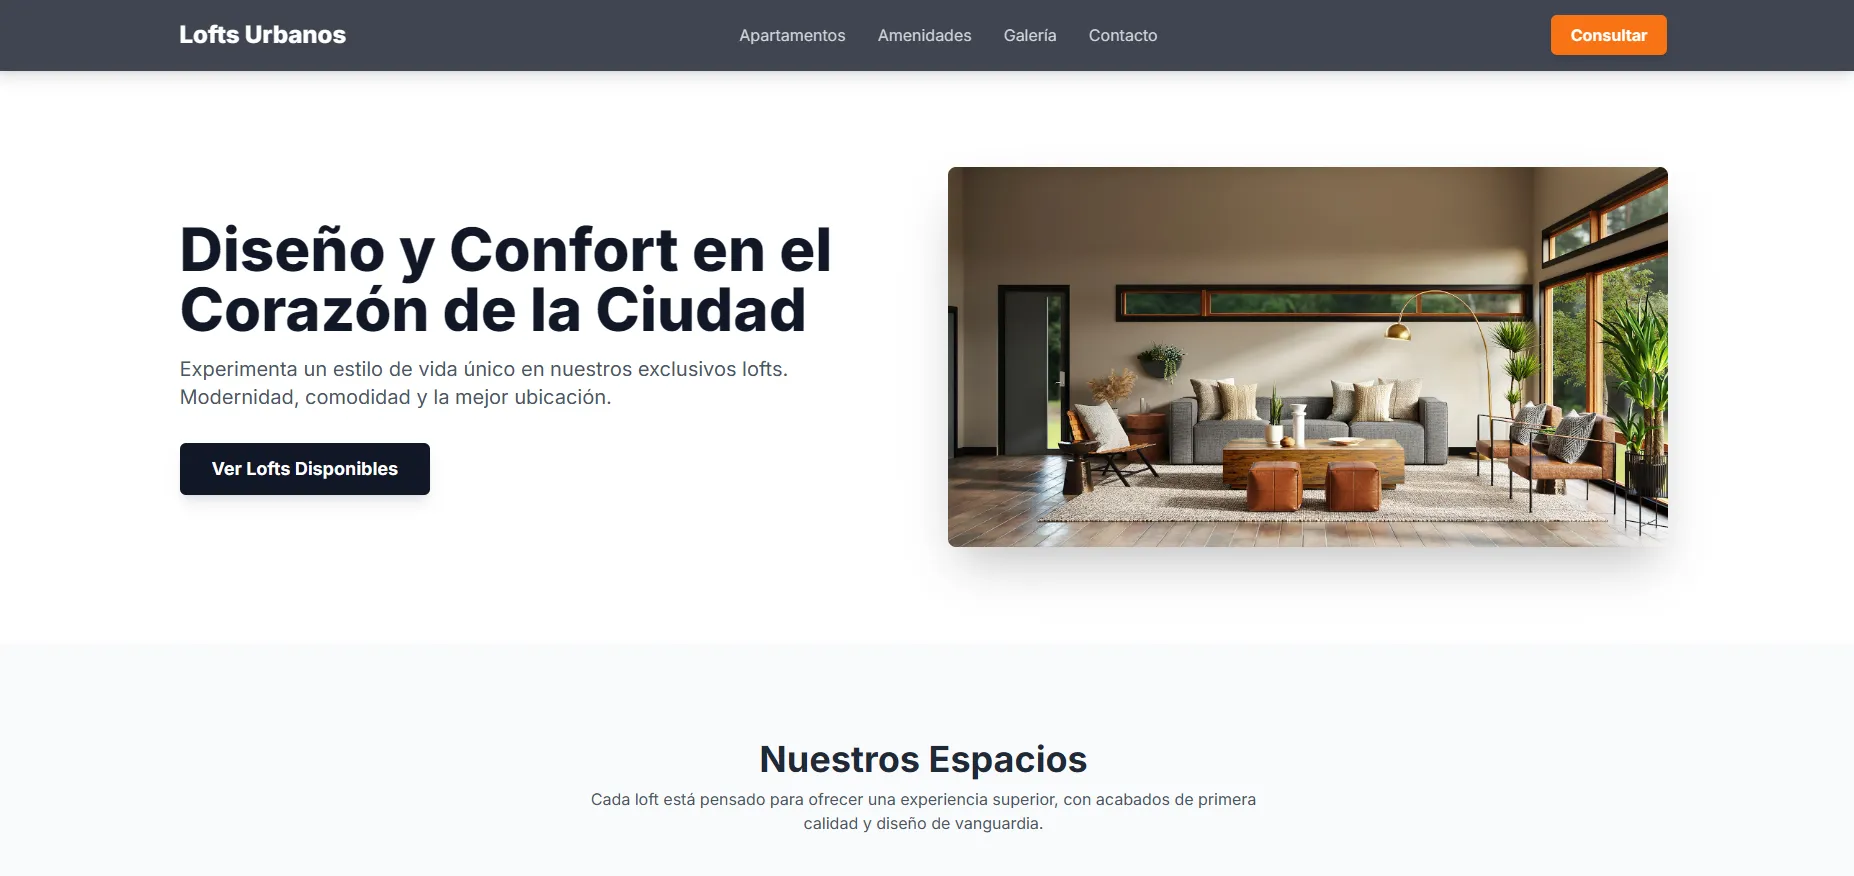 Lofts Urbanos
Apartamentos
Amenidades
Galería
Contacto
Consultar
Diseño y Confort en el
Corazón de la Ciudad
Experimenta un estilo de vida único en nuestros exclusivos lofts.
Modernidad, comodidad y la mejor ubicación.
Ver Lofts Disponibles
Nuestros Espacios
Cada loft está pensado para ofrecer una experiencia superior, con acabados de primera
calidad y diseño de vanguardia.